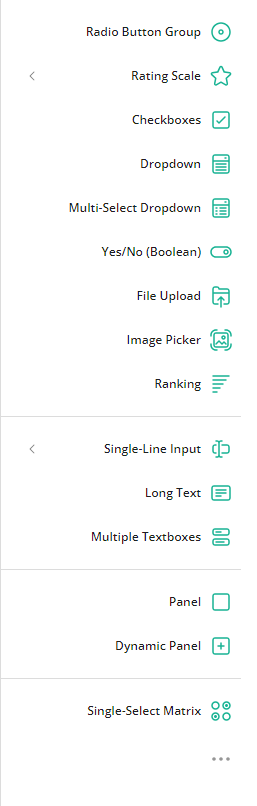 Radio Button Group
Rating Scale
Checkboxes
Dropdown
Multi-Select Dropdown
Yes/No (Boolean)
File Upload
Image Picker
Ranking
Single-Line Input
Long Text
Multiple Textboxes
Panel
Dynamic Panel
Single-Select Matrix